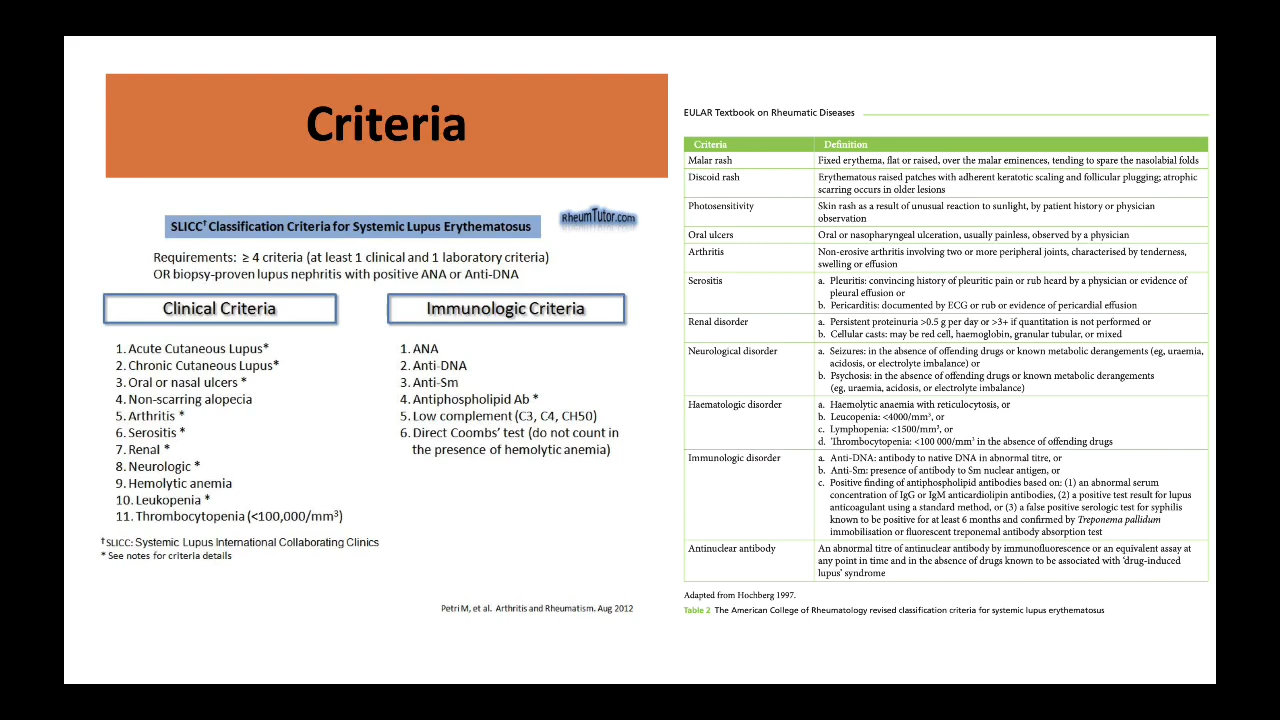 Criteria
SLICC†Classification Criteria for Systemic Lupus Erythematosus
RheumTutor.com
Requirements: ≥ 4 criteria (at least 1 clinical and 1 laboratory criteria)
OR biopsy-proven lupus nephritis with positive ANA or Anti-DNA
Clinical Criteria
1. Acute Cutaneous Lupus*
2. Chronic Cutaneous Lupus*
3. Oral or nasal ulcers *
4. Non-scarring alopecia
5. Arthritis *
6. Serositis *
7. Renal *
8. Neurologic *
9. Hemolytic anemia
10. Leukopenia *
11. Thrombocytopenia (<100,000/mm³)
Immunologic Criteria
1. ANA
2. Anti-DNA
3. Anti-Sm
4. Antiphospholipid Ab *
5. Low complement (C3, C4, CH50)
6. Direct Coombs' test (do not count in
the presence of hemolytic anemia)
†SLICC: Systemic Lupus International Collaborating Clinics
* See notes for criteria details
Petri M, et al. Arthritis and Rheumatism. Aug 2012
EULAR Textbook on Rheumatic Diseases
Criteria Definition
Malar rash Fixed erythema, flat or raised, over the malar eminences, tending to spare the nasolabial folds
Discoid rash Erythematous raised patches with adherent keratotic scaling and follicular plugging; atrophic
scarring occurs in older lesions
Photosensitivity Skin rash as a result of unusual reaction to sunlight, by patient history or physician
observation
Oral ulcers Oral or nasopharyngeal ulceration, usually painless, observed by a physician
Arthritis Non-erosive arthritis involving two or more peripheral joints, characterised by tenderness,
swelling or effusion
Serositis a. Pleuritis: convincing history of pleuritic pain or rub heard by a physician or evidence of
pleural effusion or
b. Pericarditis: documented by ECG or rub or evidence of pericardial effusion
Renal disorder a. Persistent proteinuria >0.5 g per day or >3+ if quantitation is not performed or
b. Cellular casts: may be red cell, haemoglobin, granular tubular, or mixed
Neurological disorder a. Seizures: in the absence of offending drugs or known metabolic derangements (eg, uraemia,
acidosis, or electrolyte imbalance) or
b. Psychosis: in the absence of offending drugs or known metabolic derangements
(eg, uraemia, acidosis, or electrolyte imbalance)
Haematologic disorder a. Haemolytic anaemia with reticulocytosis, or
b. Leucopenia: <4000/mm³, or
c. Lymphopenia: <1500/mm³, or
d. Thrombocytopenia: <100 000/mm³ in the absence of offending drugs
Immunologic disorder a. Anti-DNA: antibody to native DNA in abnormal titre, or
b. Anti-Sm: presence of antibody to Sm nuclear antigen, or
c. Positive finding of antiphospholipid antibodies based on: (1) an abnormal serum
concentration of IgG or IgM anticardiolipin antibodies, (2) a positive test result for lupus
anticoagulant using a standard method, or (3) a false positive serologic test for syphilis
known to be positive for at least 6 months and confirmed by Treponema pallidum
immobilisation or fluorescent treponemal antibody absorption test
Antinuclear antibody An abnormal titre of antinuclear antibody by immunofluorescence or an equivalent assay at
any point in time and in the absence of drugs known to be associated with ‘drug-induced
lupus’ syndrome
Adapted from Hochberg 1997.
Table 2 The American College of Rheumatology revised classification criteria for systemic lupus erythematosus